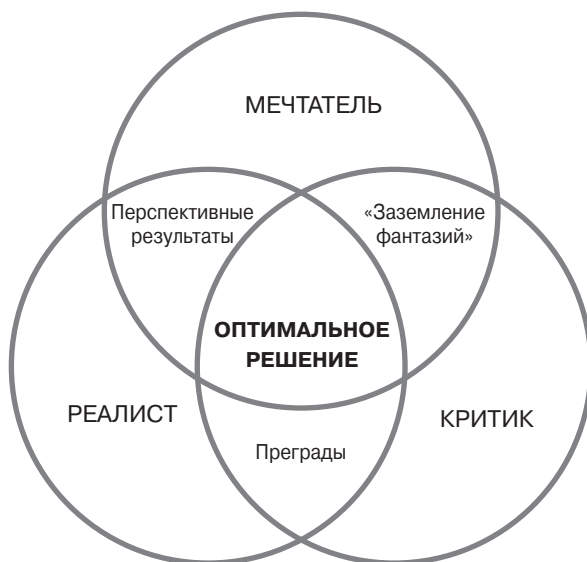 МЕЧТАТЕЛЬ
Перспективные
результаты
«Заземление
фантазий»
ОПТИМАЛЬНОЕ
РЕШЕНИЕ
РЕАЛИСТ
КРИТИК
Преграды